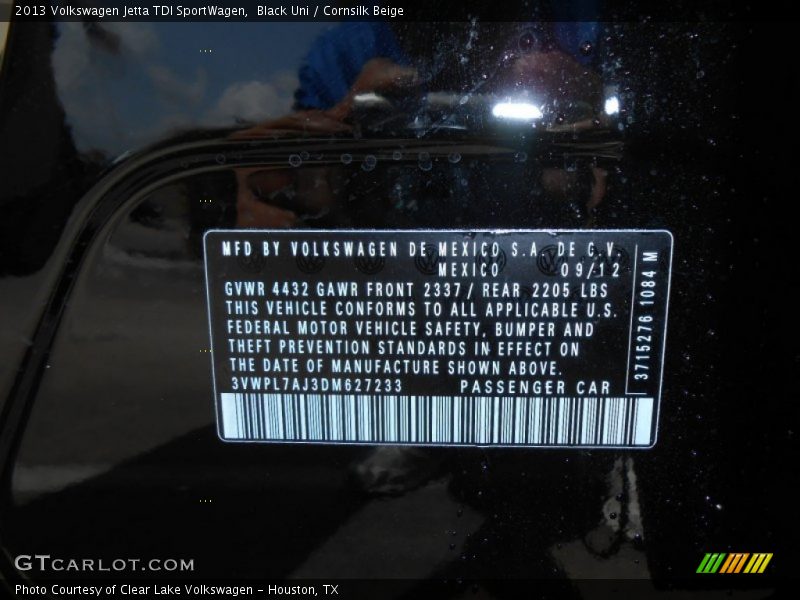 2013 Volkswagen Jetta TDI SportWagen,  Black Uni / Cornsilk Beige
MFD BY VOLKSWAGEN DE MEXICO S.A. DE G.V.
MEXICO 09/12
GVWR 4432 GAWR FRONT 2337/ REAR 2205 LBS
THIS VEHICLE CONFORMS TO ALL APPLICABLE U.S.
FEDERAL MOTOR VEHICLE SAFETY, BUMPER AND
THEFT PREVENTION STANDARDS IN EFFECT ON
THE DATE OF MANUFACTURE SHOWN ABOVE.
3VWPL7AJ3DM627233 PASSENGER CAR
3715276 1084 M
GTCARLOT.COM
Photo Courtesy of Clear Lake Volkswagen - Houston, TX